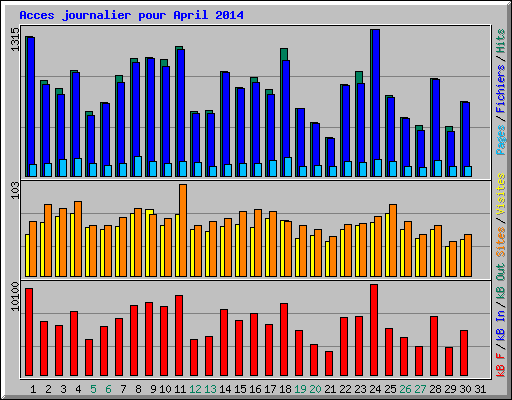 Acces journalier pour April 2014
1315
103
10100
Pages / Fichiers / Hits
Sites / Visites
kB F / kB In / kB Out
1 2 3 4 5 6 7 8 9 10 11 12 13 14 15 16 17 18 19 20 21 22 23 24 25 26 27 28 29 30 31